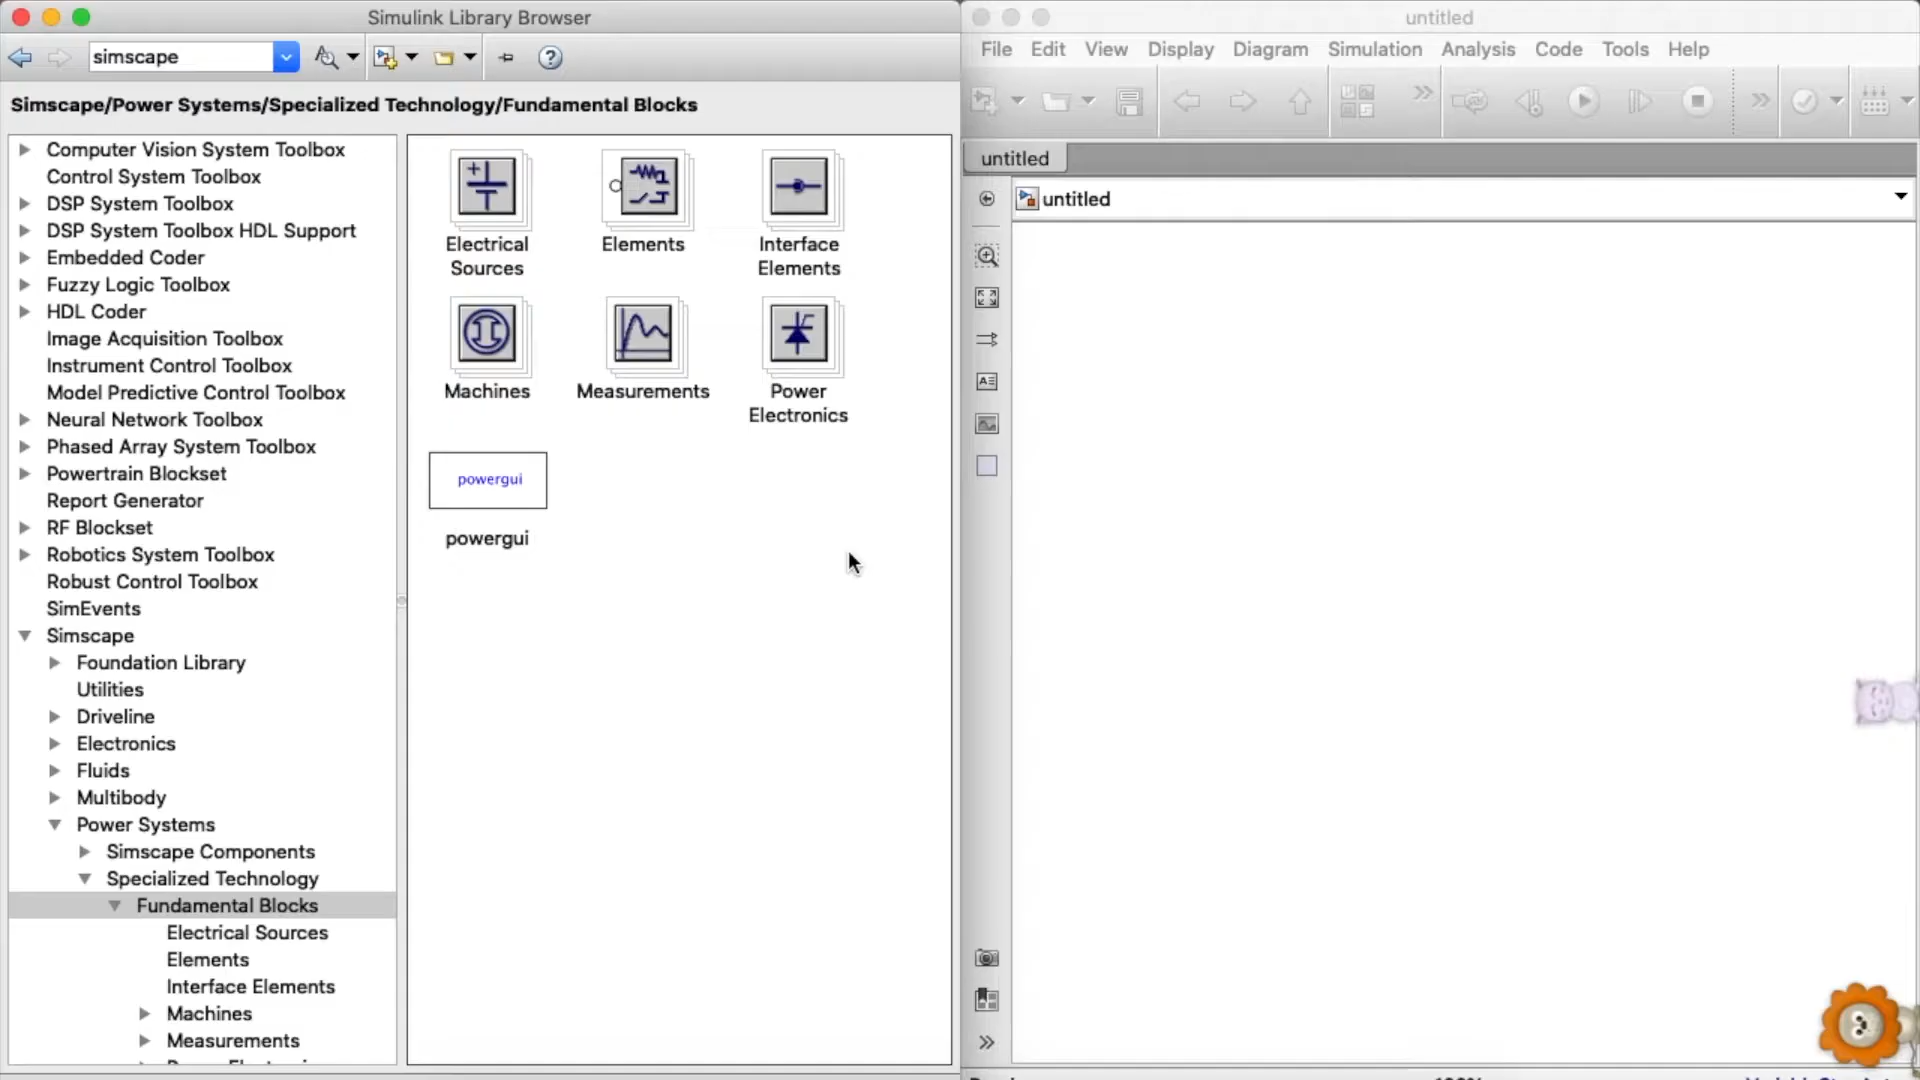 Simulink Library Browser
simscape
Simscape/Power Systems/Specialized Technology/Fundamental Blocks
Computer Vision System Toolbox
Control System Toolbox
DSP System Toolbox
DSP System Toolbox HDL Support
Embedded Coder
Fuzzy Logic Toolbox
HDL Coder
Image Acquisition Toolbox
Instrument Control Toolbox
Model Predictive Control Toolbox
Neural Network Toolbox
Phased Array System Toolbox
Powertrain Blockset
Report Generator
RF Blockset
Robotics System Toolbox
Robust Control Toolbox
SimEvents
Simscape
Foundation Library
Utilities
Driveline
Electronics
Fluids
Multibody
Power Systems
Simscape Components
Specialized Technology
Fundamental Blocks
Electrical Sources
Elements
Interface Elements
Machines
Measurements
Electrical
Sources
Elements
Interface
Elements
Machines
Measurements
Power
Electronics
powergui
powergui
untitled
File Edit View Display Diagram Simulation Analysis Code Tools Help
untitled
untitled